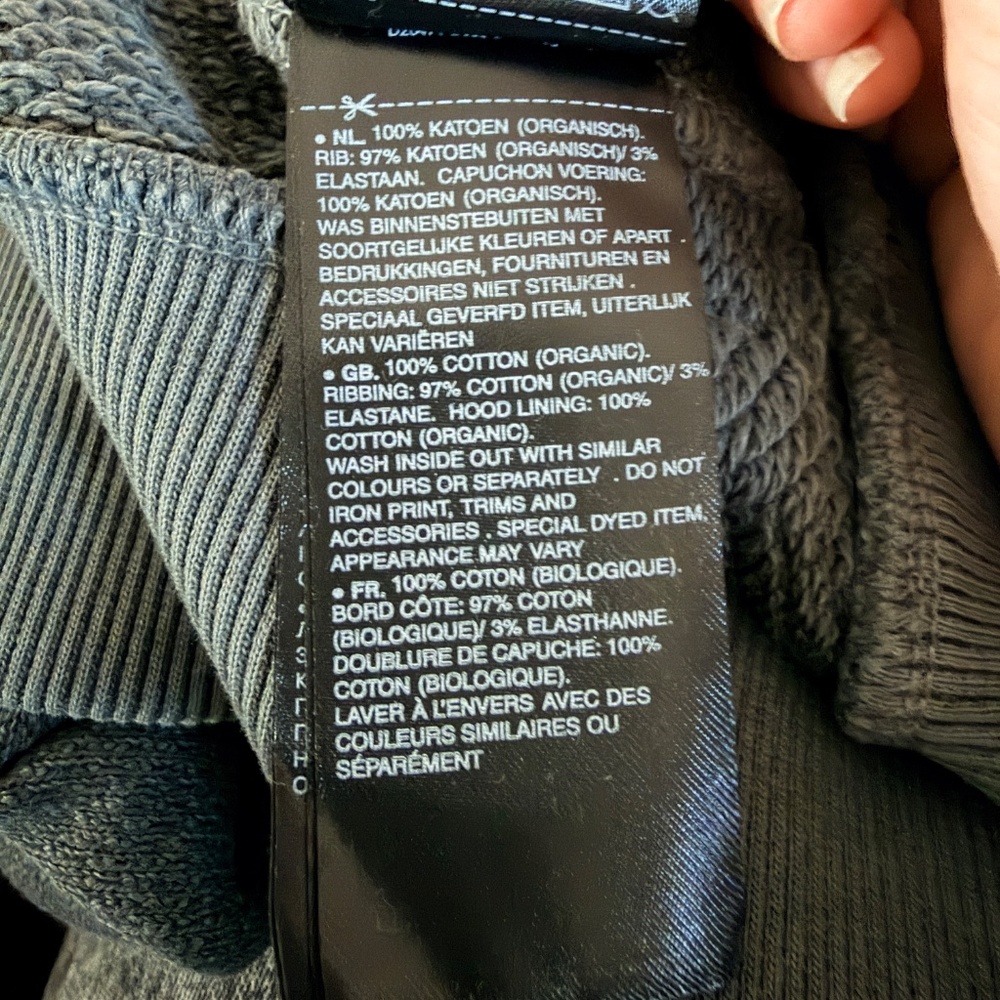 • NL. 100% KATOEN (ORGANISCH).
RIB: 97% KATOEN (ORGANISCH)/ 3%
ELASTAAN. CAPUCHON VOERING:
100% KATOEN (ORGANISCH).
WAS BINNENSTEBUITEN MET
SOORTGELIJKE KLEUREN OF APART .
BEDRUKKINGEN, FOURNITUREN EN
ACCESSOIRES NIET STRIJKEN .
SPECIAAL GEVERFD ITEM, UITERLIJK
KAN VARIËREN
• GB. 100% COTTON (ORGANIC).
RIBBING: 97% COTTON (ORGANIC)/ 3%
ELASTANE. HOOD LINING: 100%
COTTON (ORGANIC).
WASH INSIDE OUT WITH SIMILAR
COLOURS OR SEPARATELY . DO NOT
IRON PRINT, TRIMS AND
ACCESSORIES . SPECIAL DYED ITEM,
APPEARANCE MAY VARY
• FR. 100% COTON (BIOLOGIQUE).
BORD CÔTE: 97% COTON
(BIOLOGIQUE)/ 3% ELASTHANNE.
DOUBLURE DE CAPUCHE: 100%
COTON (BIOLOGIQUE).
LAVER À L'ENVERS AVEC DES
COULEURS SIMILAIRES OU
SÉPARÉMENT